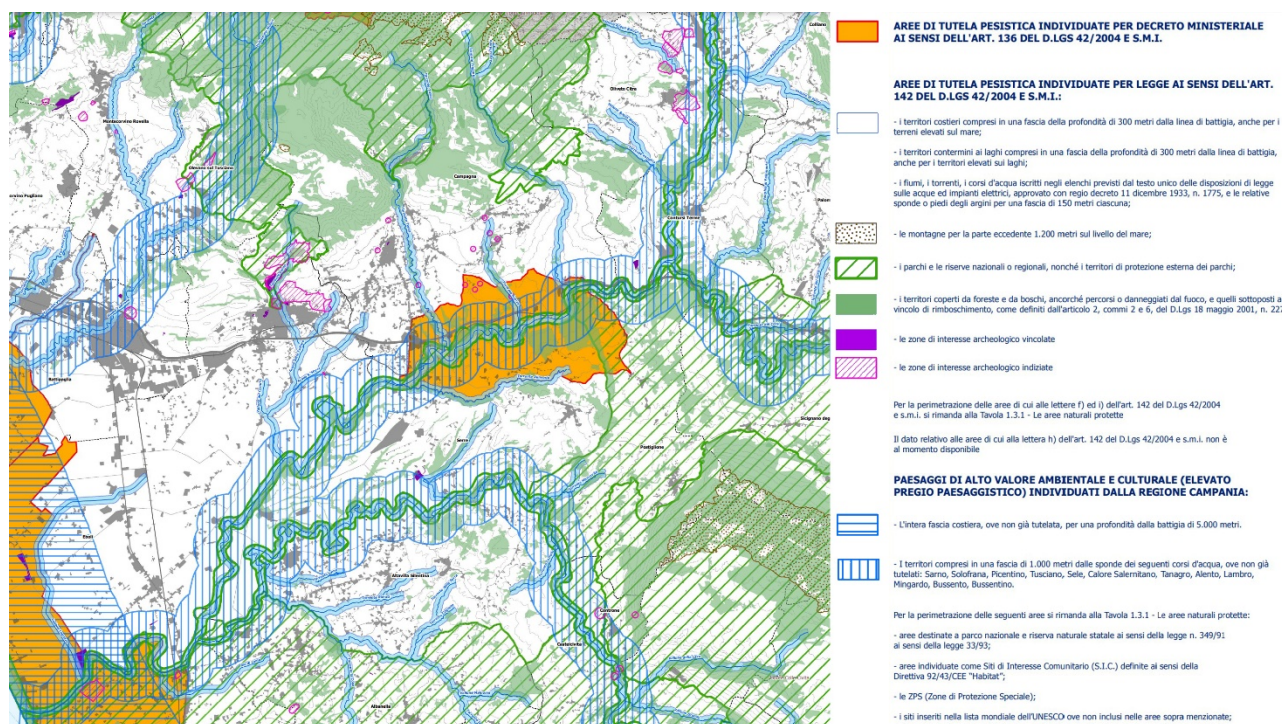 Colliano
Oliveto Citra
Montecorvino Rovella
Olevano sul Tusciano
Campagna
Contursi Terme
Battipaglia
Serre
Postiglione
Eboli
Altavilla Silentina
Controne
Castelcivita
Albanella
AREE DI TUTELA PESISTICA INDIVIDUATE PER DECRETO MINISTERIALE
AI SENSI DELL'ART. 136 DEL D.LGS 42/2004 E S.M.I.
AREE DI TUTELA PESISTICA INDIVIDUATE PER LEGGE AI SENSI DELL'ART.
142 DEL D.LGS 42/2004 E S.M.I.:
- i territori costieri compresi in una fascia della profondità di 300 metri dalla linea di battigia, anche per i
terreni elevati sul mare;
- i territori contermini ai laghi compresi in una fascia della profondità di 300 metri dalla linea di battigia,
anche per i territori elevati sui laghi;
- i fiumi, i torrenti, i corsi d'acqua iscritti negli elenchi previsti dal testo unico delle disposizioni di legge
sulle acque ed impianti elettrici, approvato con regio decreto 11 dicembre 1933, n. 1775, e le relative
sponde o piedi degli argini per una fascia di 150 metri ciascuna;
- le montagne per la parte eccedente 1.200 metri sul livello del mare;
- i parchi e le riserve nazionali o regionali, nonché i territori di protezione esterna dei parchi;
- i territori coperti da foreste e da boschi, ancorché percorsi o danneggiati dal fuoco, e quelli sottoposti a
vincolo di rimboschimento, come definiti dall'articolo 2, commi 2 e 6, del D.Lgs 18 maggio 2001, n. 227
- le zone di interesse archeologico vincolate
- le zone di interesse archeologico indiziate
Per la perimetrazione delle aree di cui alle lettere f) ed i) dell'art. 142 del D.Lgs 42/2004
e s.m.i. si rimanda alla Tavola 1.3.1 - Le aree naturali protette
Il dato relativo alle aree di cui alla lettera h) dell'art. 142 del D.Lgs 42/2004 e s.m.i. non è
al momento disponibile
PAESAGGI DI ALTO VALORE AMBIENTALE E CULTURALE (ELEVATO
PREGIO PAESAGGISTICO) INDIVIDUATI DALLA REGIONE CAMPANIA:
- L'intera fascia costiera, ove non già tutelata, per una profondità dalla battigia di 5.000 metri.
- I territori compresi in una fascia di 1.000 metri dalle sponde dei seguenti corsi d'acqua, ove non già
tutelati: Sarno, Solofrana, Picentino, Tusciano, Sele, Calore Salernitano, Tanagro, Alento, Lambro,
Mingardo, Bussento, Bussentino.
Per la perimetrazione delle seguenti aree si rimanda alla Tavola 1.3.1 - Le aree naturali protette:
- aree destinate a parco nazionale e riserva naturale statale ai sensi della legge n. 349/91
ai sensi della legge 33/93;
- aree individuate come Siti di Interesse Comunitario (S.I.C.) definite ai sensi della
Direttiva 92/43/CEE "Habitat";
- le ZPS (Zone di Protezione Speciale);
- i siti inseriti nella lista mondiale dell'UNESCO ove non inclusi nelle aree sopra menzionate;